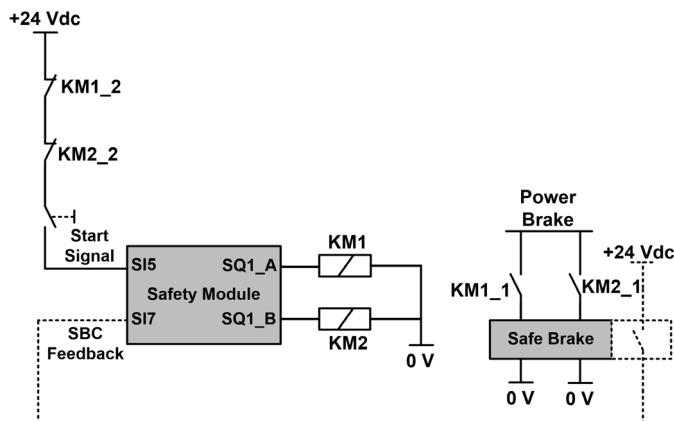 +24 Vdc
KM1_2
KM2_2
Start
Signal
SI5
SQ1_A
Safety Module
SI7
SQ1_B
SBC
Feedback
KM1
KM2
0 V
Power
Brake
+24 Vdc
KM1_1
KM2_1
Safe Brake
0 V
0 V